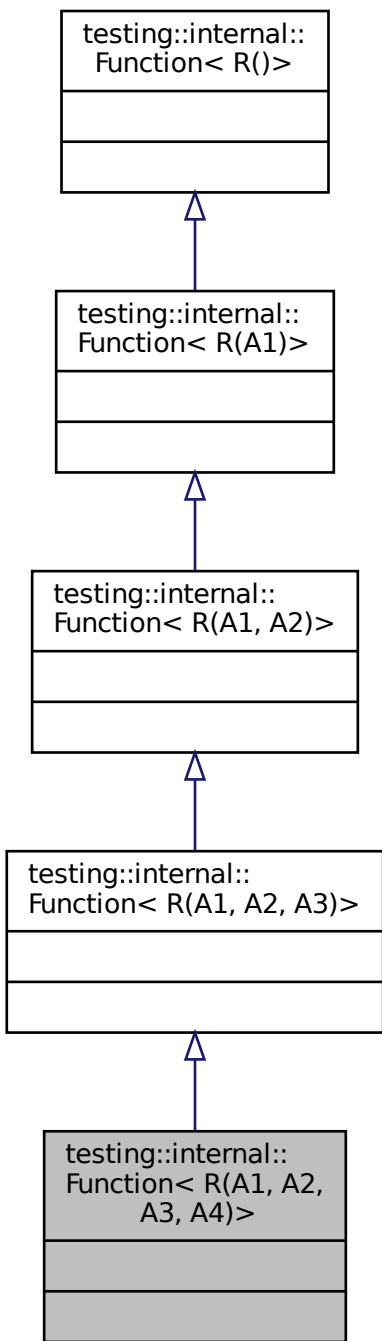 testing::internal::
Function< R()>
testing::internal::
Function< R(A1)>
testing::internal::
Function< R(A1, A2)>
testing::internal::
Function< R(A1, A2, A3)>
testing::internal::
Function< R(A1, A2,
A3, A4)>